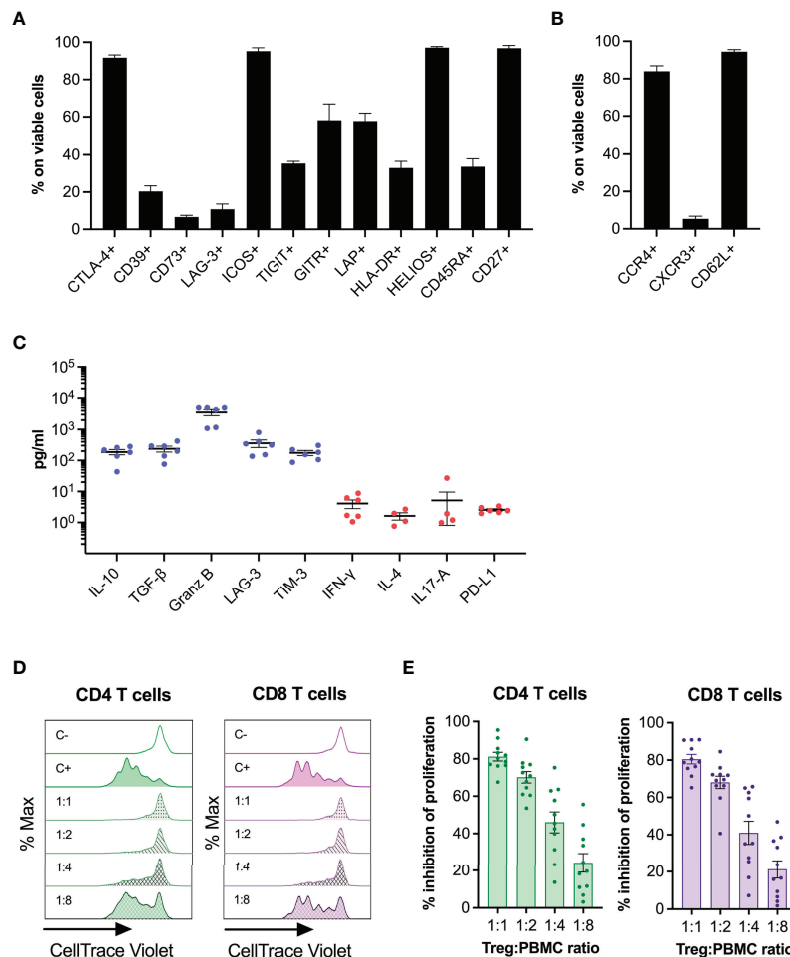 A
B
% on viable cells
100
80
60
40
20
0
CTLA-4+
CD39+
CD73+
LAG-3+
ICOS+
TIGIT+
GITR+
LAP+
HLA-DR+
HELIOS+
CD45RA+
CD27+
% on viable cells
100
80
60
40
20
0
CCR4+
CXCR3+
CD62L+
C
pg/ml
10⁵
10⁴
10³
10²
10¹
10⁰
IL-10
TGF-β
Granz B
LAG-3
TIM-3
IFN-γ
IL-4
IL17-A
PD-L1
D
CD4 T cells
CD8 T cells
% Max
C-
C+
1:1
1:2
1:4
1:8
CellTrace Violet
% Max
C-
C+
1:1
1:2
1:4
1:8
CellTrace Violet
E
CD4 T cells
% inhibition of proliferation
100
80
60
40
20
0
1:1 1:2 1:4 1:8
Treg:PBMC ratio
CD8 T cells
% inhibition of proliferation
100
80
60
40
20
0
1:1 1:2 1:4 1:8
Treg:PBMC ratio